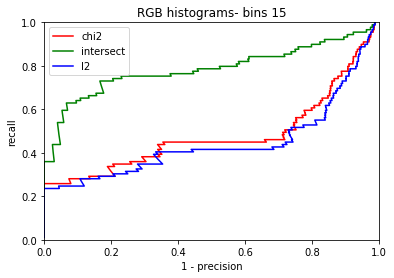 RGB histograms- bins 15
chi2
intersect
l2
recall
1.0
0.8
0.6
0.4
0.2
0.0
0.0 0.2 0.4 0.6 0.8 1.0
1 - precision